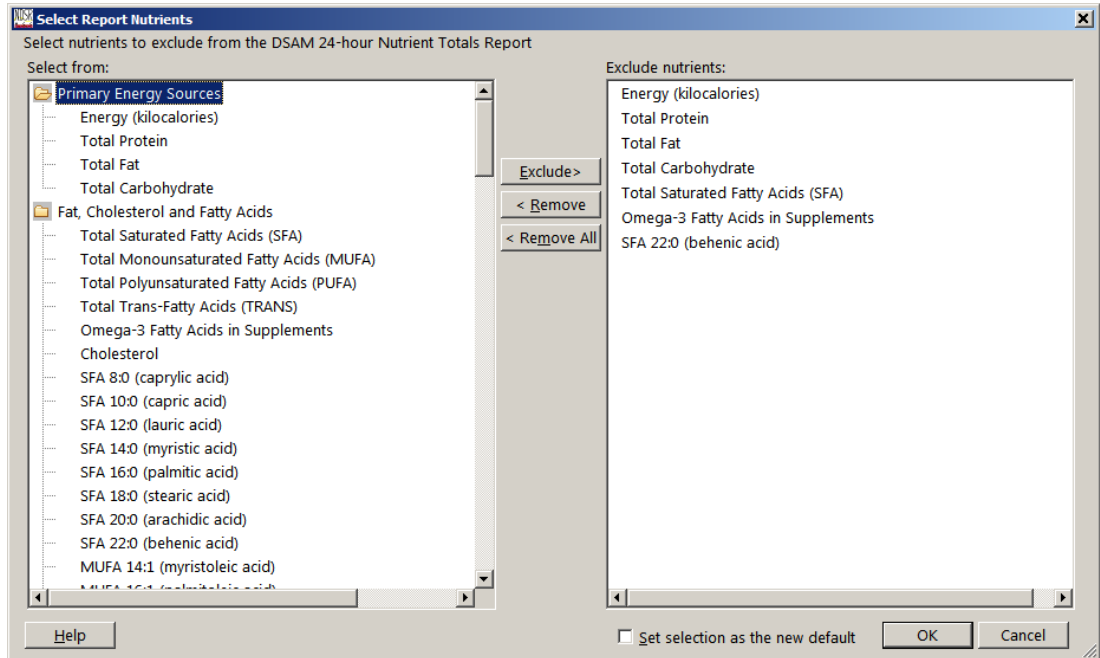 NDSR Select Report Nutrients
Select nutrients to exclude from the DSAM 24-hour Nutrient Totals Report
Select from:
Primary Energy Sources
Energy (kilocalories)
Total Protein
Total Fat
Total Carbohydrate
Fat, Cholesterol and Fatty Acids
Total Saturated Fatty Acids (SFA)
Total Monounsaturated Fatty Acids (MUFA)
Total Polyunsaturated Fatty Acids (PUFA)
Total Trans-Fatty Acids (TRANS)
Omega-3 Fatty Acids in Supplements
Cholesterol
SFA 8:0 (caprylic acid)
SFA 10:0 (capric acid)
SFA 12:0 (lauric acid)
SFA 14:0 (myristic acid)
SFA 16:0 (palmitic acid)
SFA 18:0 (stearic acid)
SFA 20:0 (arachidic acid)
SFA 22:0 (behenic acid)
MUFA 14:1 (myristoleic acid)
MUFA 16:1 (palmitoleic acid)
Exclude>
< Remove
< Remove All
Exclude nutrients:
Energy (kilocalories)
Total Protein
Total Fat
Total Carbohydrate
Total Saturated Fatty Acids (SFA)
Omega-3 Fatty Acids in Supplements
SFA 22:0 (behenic acid)
Help
Set selection as the new default
OK
Cancel